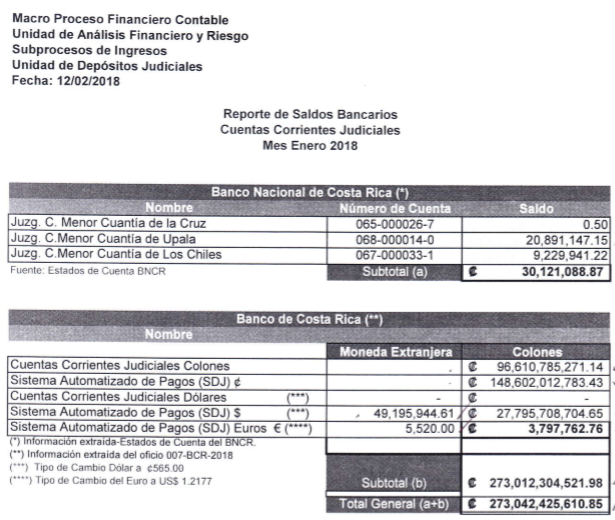 Macro Proceso Financiero Contable
Unidad de Análisis Financiero y Riesgo
Subprocesos de Ingresos
Unidad de Depósitos Judiciales
Fecha: 12/02/2018
Reporte de Saldos Bancarios
Cuentas Corrientes Judiciales
Mes Enero 2018
Banco Nacional de Costa Rica (*)
Nombre Número de Cuenta Saldo
Juzg. C. Menor Cuantía de la Cruz 065-000026-7 0.50
Juzg. C.Menor Cuantía de Upala 068-000014-0 20,891,147.15
Juzg. C.Menor Cuantía de Los Chiles 067-000033-1 9,229,941.22
Fuente: Estados de Cuenta BNCR Subtotal (a) ₡ 30,121,088.87
Banco de Costa Rica (**)
Nombre
Moneda Extranjera Colones
Cuentas Corrientes Judiciales Colones - ₡ 96,610,785,271.14
Sistema Automatizado de Pagos (SDJ) ¢ - ₡ 148,602,012,783.43
Cuentas Corrientes Judiciales Dólares (***) ₡ -
Sistema Automatizado de Pagos (SDJ) $ (***) 49,195,944.61 ₡ 27,795,708,704.65
Sistema Automatizado de Pagos (SDJ) Euros € (****) 5,520.00 ₡ 3,797,762.76
(*) Información extraída-Estados de Cuenta del BNCR.
(**) Información extraída del oficio 007-BCR-2018
(***) Tipo de Cambio Dólar a ¢565.00
(****) Tipo de Cambio del Euro a US$ 1.2177
Subtotal (b) ₡ 273,012,304,521.98
Total General (a+b) ₡ 273,042,425,610.85